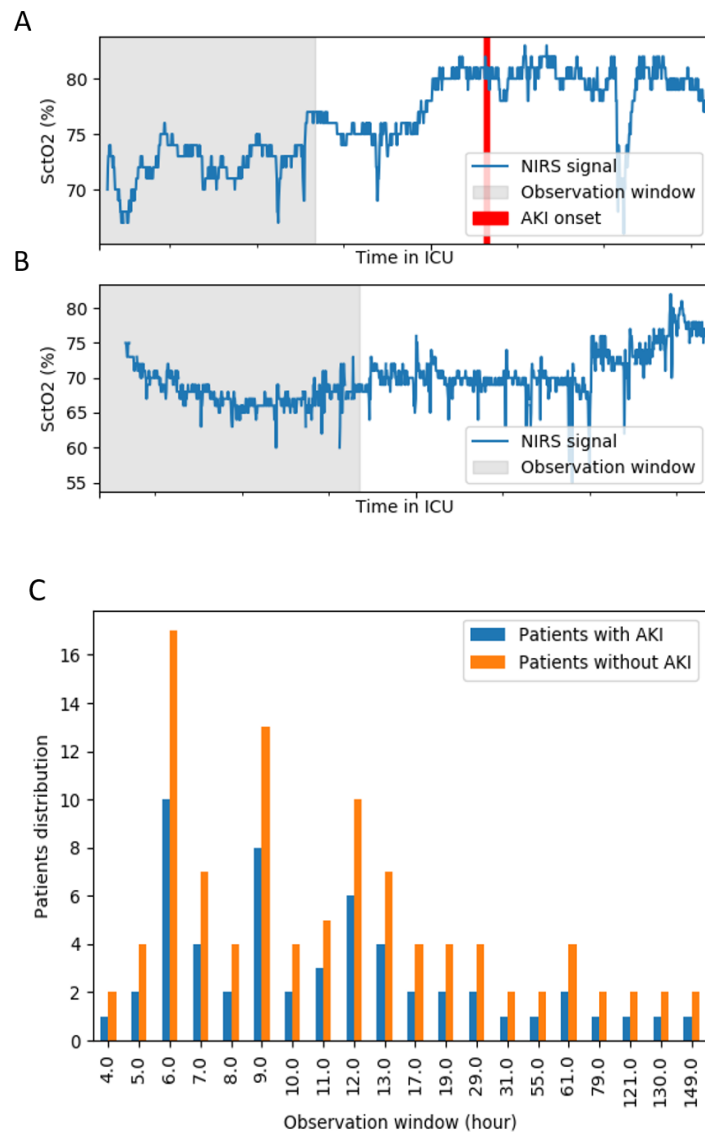 A
SctO2 (%)
80
75
70
NIRS signal
Observation window
AKI onset
Time in ICU
B
SctO2 (%)
80
75
70
65
60
55
NIRS signal
Observation window
Time in ICU
C
Patients distribution
16
14
12
10
8
6
4
2
0
Patients with AKI
Patients without AKI
4.0 5.0 6.0 7.0 8.0 9.0 10.0 11.0 12.0 13.0 17.0 19.0 29.0 31.0 55.0 61.0 79.0 121.0 130.0 149.0
Observation window (hour)